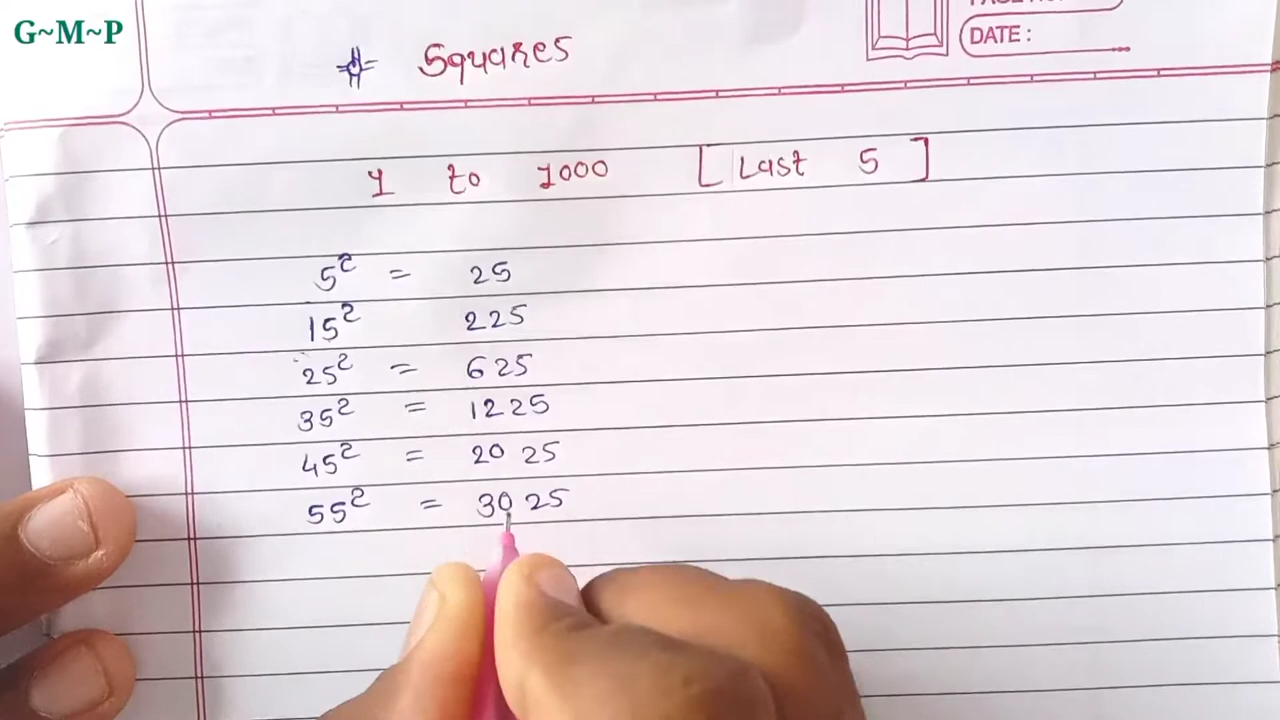 G~M~P
DATE :
# Squares
1 to 1000 [ Last 5 ]
5² = 25
15² 225
25² = 625
35² = 1225
45² = 2025
55² = 3025